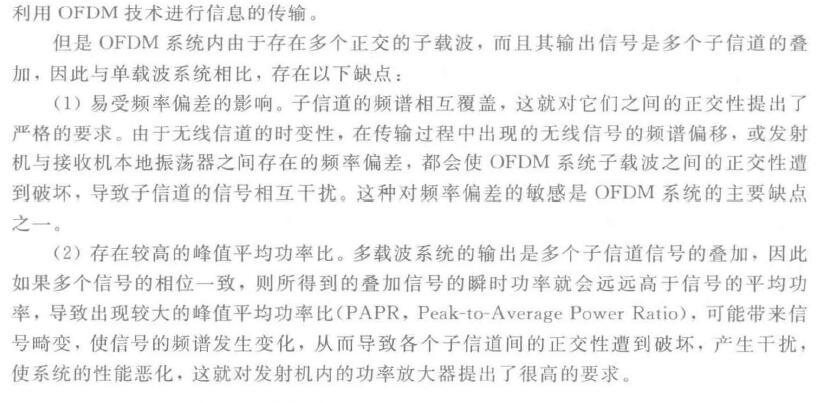 利用 OFDM 技术进行信息的传输。
但是 OFDM 系统内由于存在多个正交的子载波，而且其输出信号是多个子信道的叠
加，因此与单载波系统相比，存在以下缺点：
（1）易受频率偏差的影响。子信道的频谱相互覆盖，这就对它们之间的正交性提出了
严格的要求。由于无线信道的时变性，在传输过程中出现的无线信号的频谱偏移，或发射
机与接收机本地振荡器之间存在的频率偏差，都会使 OFDM 系统子载波之间的正交性遭
到破坏，导致子信道的信号相互干扰。这种对频率偏差的敏感是 OFDM 系统的主要缺点
之一。
（2）存在较高的峰值平均功率比。多载波系统的输出是多个子信道信号的叠加，因此
如果多个信号的相位一致，则所得到的叠加信号的瞬时功率就会远远高于信号的平均功
率，导致出现较大的峰值平均功率比(PAPR，Peak-to-Average Power Ratio)，可能带来信
号畸变，使信号的频谱发生变化，从而导致各个子信道间的正交性遭到破坏，产生干扰，
使系统的性能恶化，这就对发射机内的功率放大器提出了很高的要求。